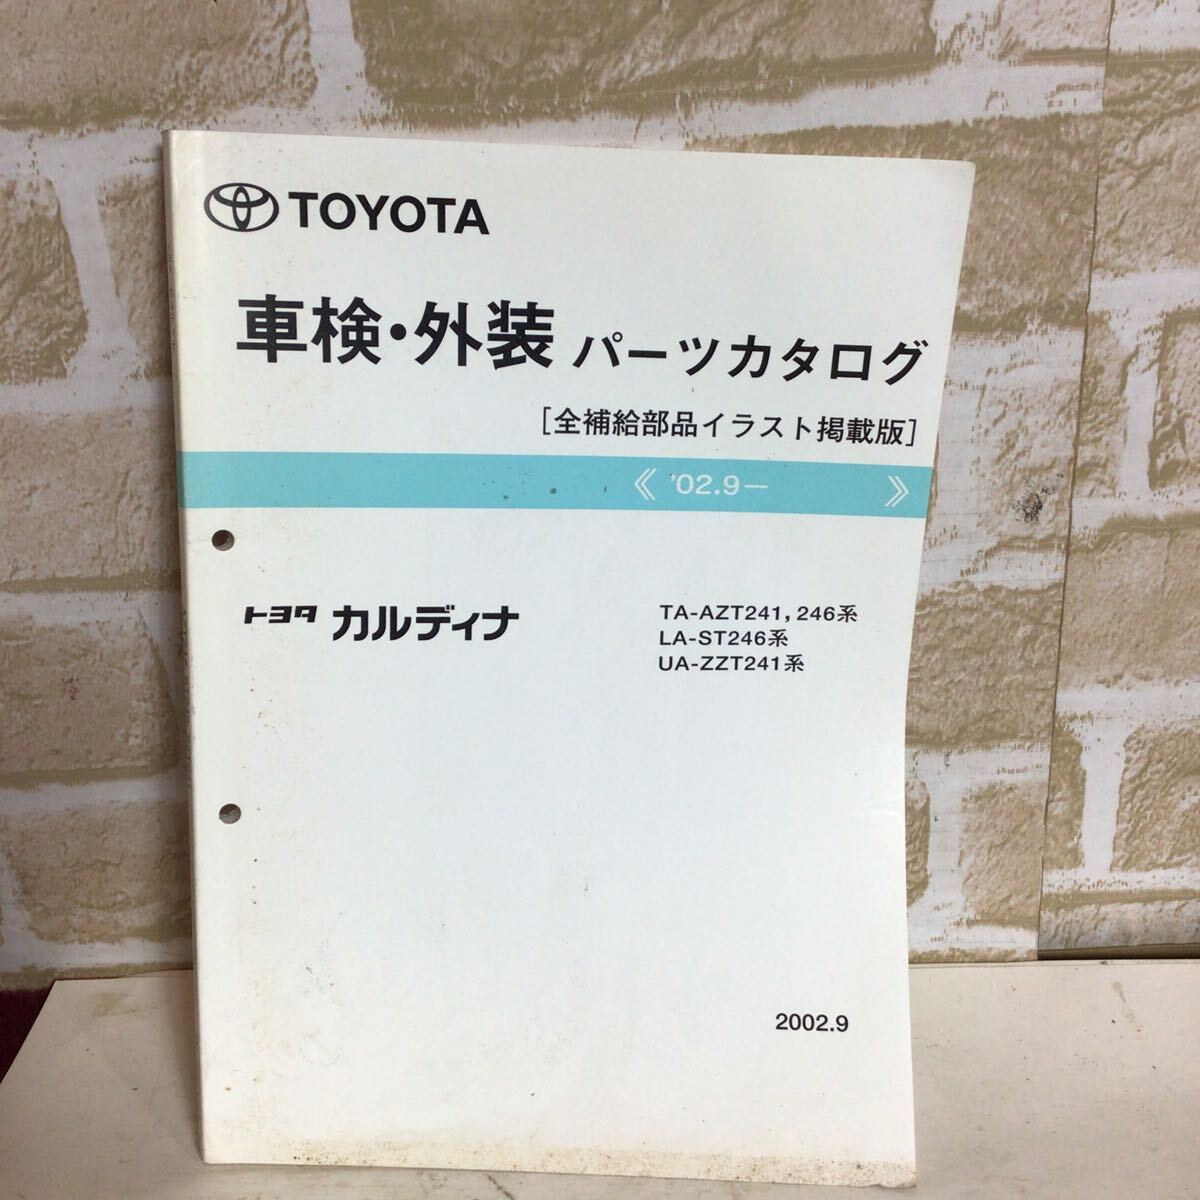 TOYOTA
車検・外装 パーツカタログ
[全補給部品イラスト掲載版]
《 '02.9― 》
トヨタ カルディナ
TA-AZT241, 246系
LA-ST246系
UA-ZZT241系
2002.9